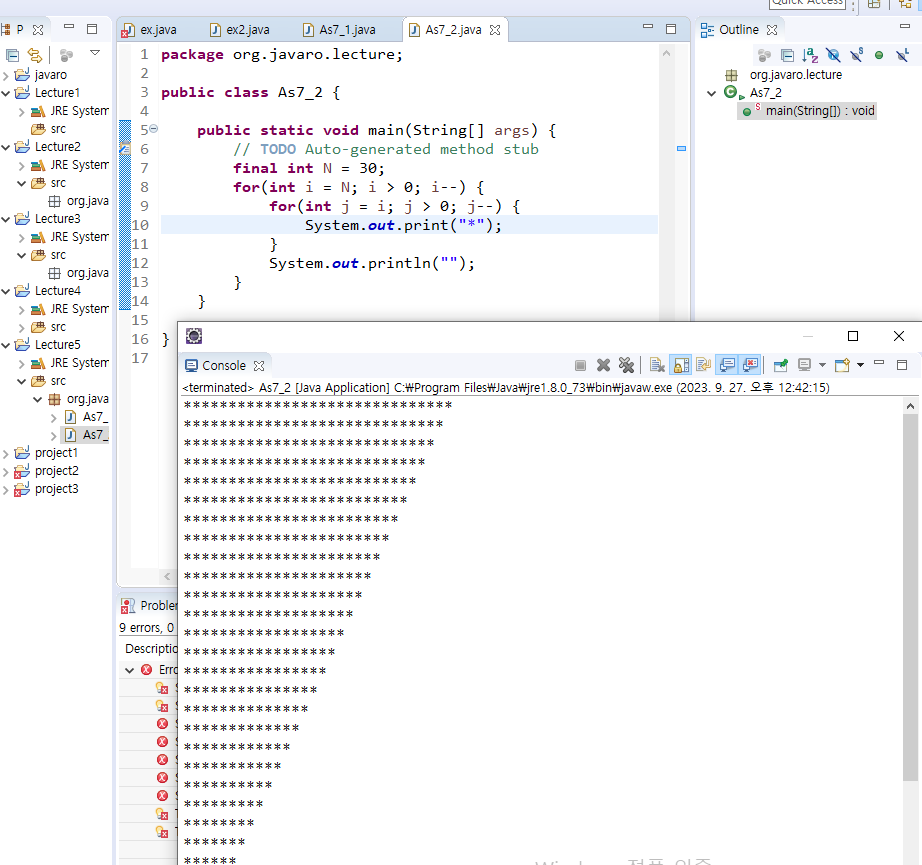 Quick Access
P
ex.java
ex2.java
As7_1.java
As7_2.java
Outline
javaro
Lecture1
JRE System
src
Lecture2
JRE System
src
org.java
Lecture3
JRE System
src
org.java
Lecture4
JRE System
src
Lecture5
JRE System
src
org.java
As7_
As7_
project1
project2
project3
1 package org.javaro.lecture;
2
3 public class As7_2 {
4
5 public static void main(String[] args) {
6 // TODO Auto-generated method stub
7 final int N = 30;
8 for(int i = N; i > 0; i--) {
9 for(int j = i; j > 0; j--) {
10 System.out.print("*");
11 }
12 System.out.println("");
13 }
14 }
15
16 }
17
org.javaro.lecture
As7_2
main(String[]) : void
Problem
9 errors, 0
Descriptio
Erro
Console
<terminated> As7_2 [Java Application] C:₩Program Files₩Java₩jre1.8.0_73₩bin₩javaw.exe (2023. 9. 27. 오후 12:42:15)
******************************
*****************************
****************************
***************************
**************************
*************************
************************
***********************
**********************
*********************
********************
*******************
******************
*****************
****************
***************
**************
*************
************
***********
**********
*********
********
*******
******